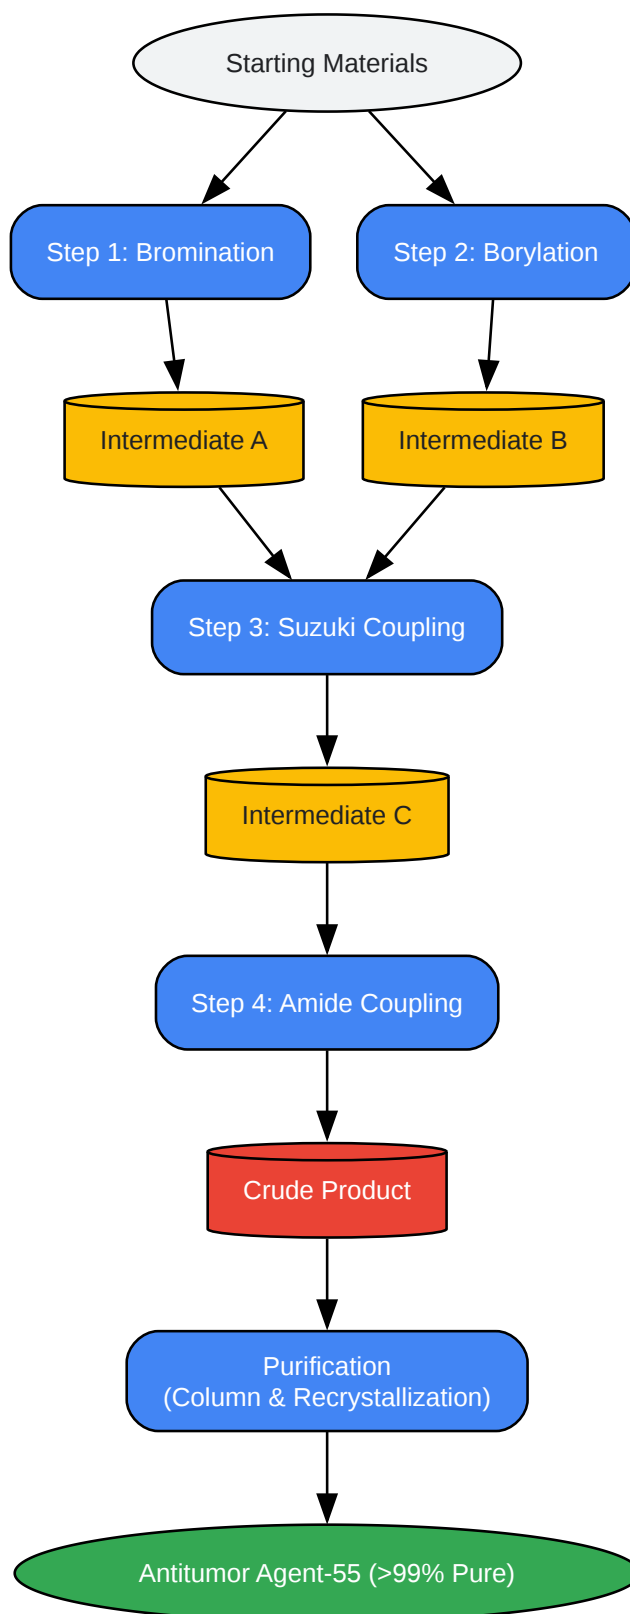 Starting Materials
Step 1: Bromination
Step 2: Borylation
Intermediate A
Intermediate B
Step 3: Suzuki Coupling
Intermediate C
Step 4: Amide Coupling
Crude Product
Purification
(Column & Recrystallization)
Antitumor Agent-55 (>99% Pure)